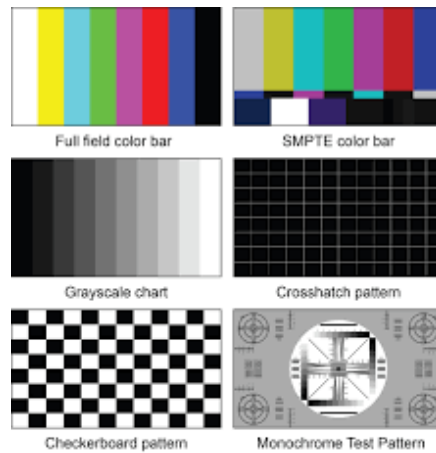 Full field color bar
SMPTE color bar
Grayscale chart
Crosshatch pattern
Checkerboard pattern
Monochrome Test Pattern